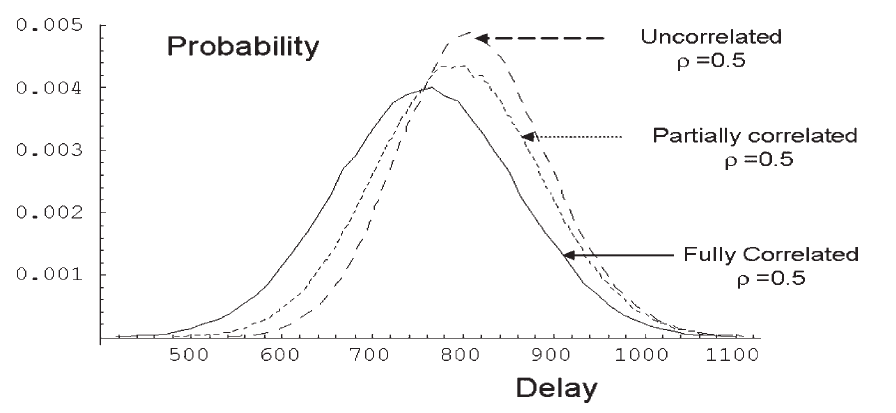 0.005
Probability
Uncorrelated
ρ =0.5
0.004
Partially correlated
ρ =0.5
0.003
0.002
Fully Correlated
ρ =0.5
0.001
500 600 700 800 900 1000 1100
Delay